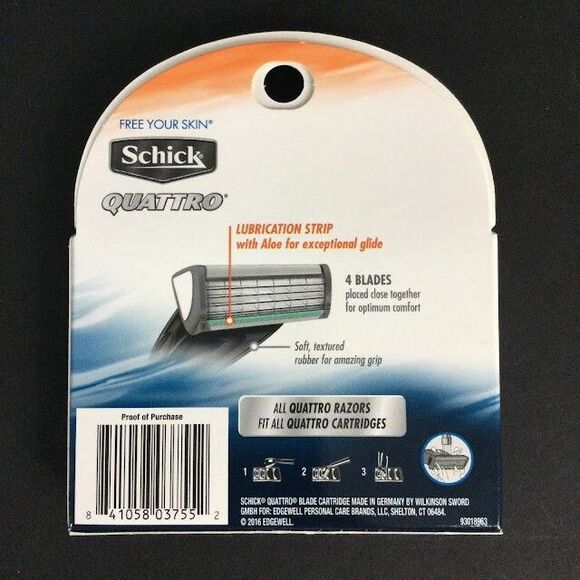 FREE YOUR SKIN®
Schick®
QUATTRO®
LUBRICATION STRIP
with Aloe for exceptional glide
4 BLADES
placed close together
for optimum comfort
Soft, textured
rubber for amazing grip
ALL QUATTRO RAZORS
FIT ALL QUATTRO CARTRIDGES
Proof of Purchase
1 2 3
8 41058 03755 2
SCHICK® QUATTRO® BLADE CARTRIDGE MADE IN GERMANY BY WILKINSON SWORD
GMBH FOR: EDGEWELL PERSONAL CARE BRANDS, LLC, SHELTON, CT 06484.
© 2016 EDGEWELL.
93018963